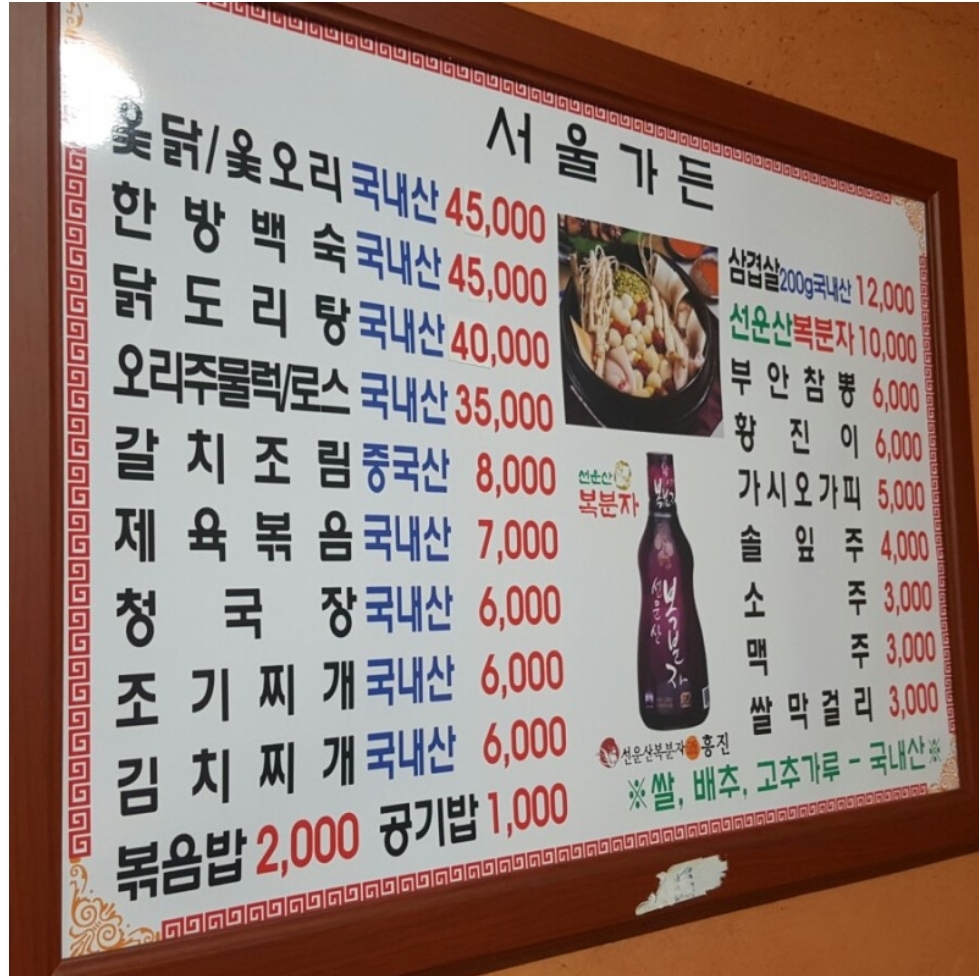 서울가든
옻닭/옻오리 국내산 45,000
한방백숙 국내산 45,000
닭도리탕 국내산 40,000
오리주물럭/로스 국내산 35,000
갈치조림 중국산 8,000
제육볶음 국내산 7,000
청국장 국내산 6,000
조기찌개 국내산 6,000
김치찌개 국내산 6,000
볶음밥 2,000 공기밥 1,000
삼겹살200g국내산 12,000
선운산복분자 10,000
부안참뽕 6,000
황진이 6,000
가시오가피 5,000
솔잎주 4,000
소주 3,000
맥주 3,000
쌀막걸리 3,000
선운산
복분자
선운산
복분자
선운산복분자 흥진
※쌀, 배추, 고추가루 - 국내산※